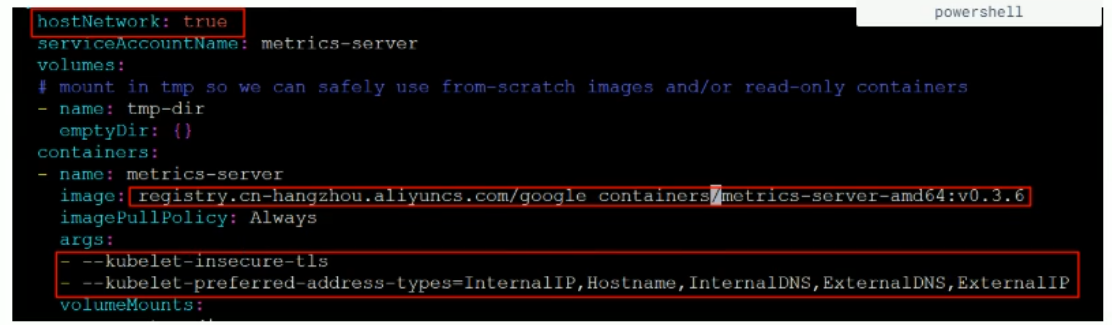 powershell
hostNetwork: true
serviceAccountName: metrics-server
volumes:
# mount in tmp so we can safely use from-scratch images and/or read-only containers
- name: tmp-dir
emptyDir: {}
containers:
- name: metrics-server
image: registry.cn-hangzhou.aliyuncs.com/google_containers/metrics-server-amd64:v0.3.6
imagePullPolicy: Always
args:
- --kubelet-insecure-tls
- --kubelet-preferred-address-types=InternalIP,Hostname,InternalDNS,ExternalDNS,ExternalIP
volumeMounts: